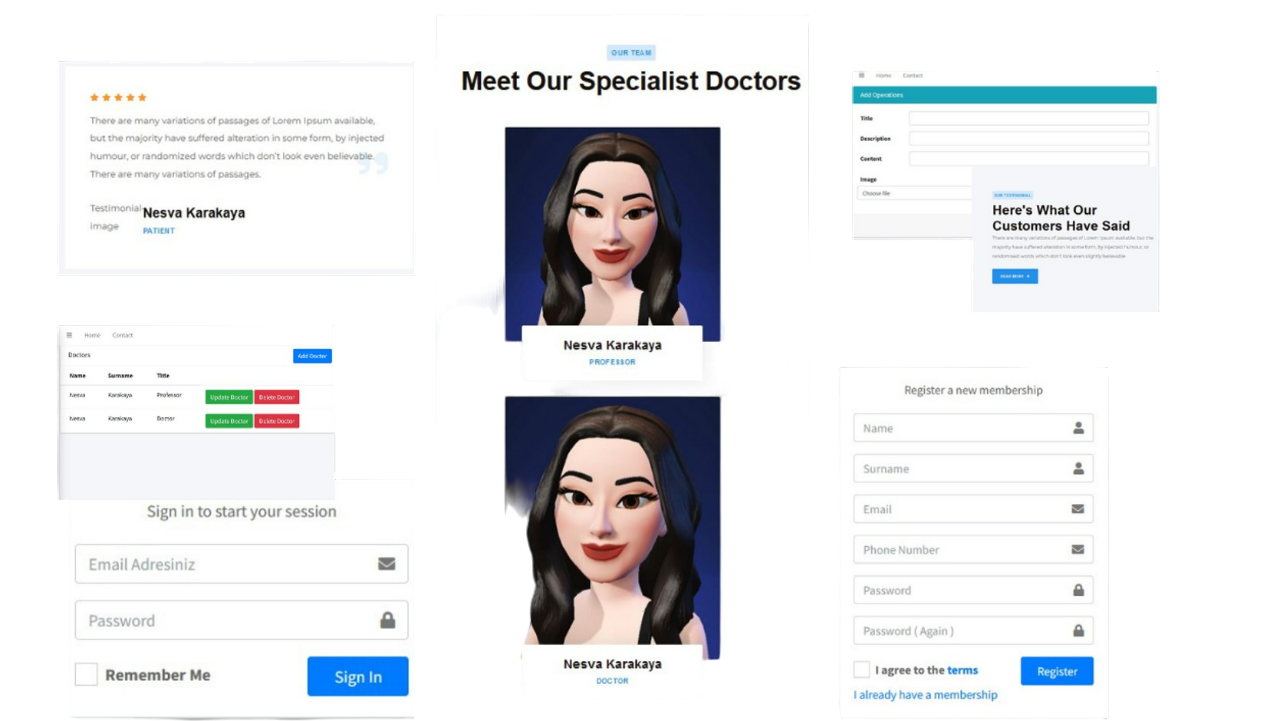 There are many variations of passages of Lorem Ipsum available,
but the majority have suffered alteration in some form, by injected
humour, or randomized words which don't look even believable.
There are many variations of passages.
Testimonial
image
Nesva Karakaya
PATIENT
Home Contact
Doctors
Add Doctor
Name Surname Title
Nesva Karakaya Professor Update Doctor Delete Doctor
Nesva Karakaya Doctor Update Doctor Delete Doctor
Sign in to start your session
Email Adresiniz
Password
Remember Me
Sign In
OUR TEAM
Meet Our Specialist Doctors
Nesva Karakaya
PROFESSOR
Nesva Karakaya
DOCTOR
Home Contact
Add Operations
Title
Description
Content
Image
Choose file
OUR TESTIMONIAL
Here's What Our
Customers Have Said
There are many variations of passages of Lorem Ipsum available, but the
majority have suffered alteration in some form, by injected humour, or
randomised words which don't look even slightly believable
READ MORE
Register a new membership
Name
Surname
Email
Phone Number
Password
Password ( Again )
I agree to the terms
Register
I already have a membership